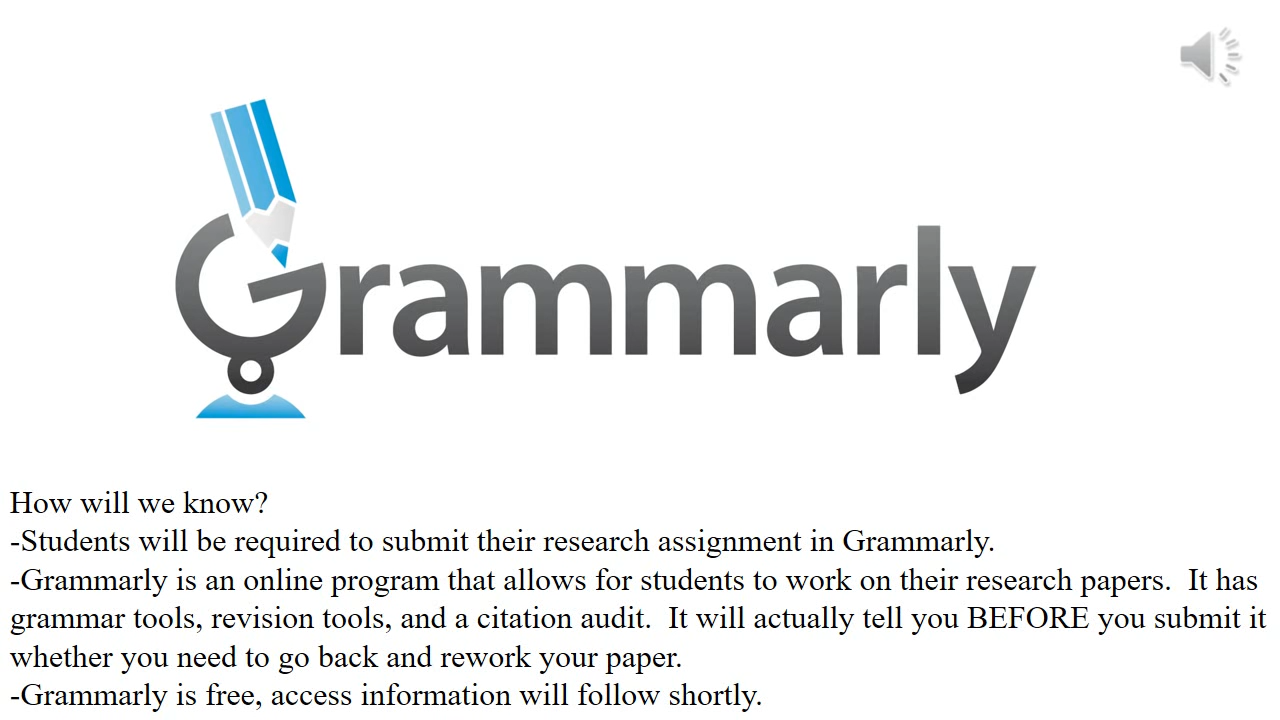 Grammarly
How will we know?
-Students will be required to submit their research assignment in Grammarly.
-Grammarly is an online program that allows for students to work on their research papers.  It has
grammar tools, revision tools, and a citation audit.  It will actually tell you BEFORE you submit it
whether you need to go back and rework your paper.
-Grammarly is free, access information will follow shortly.